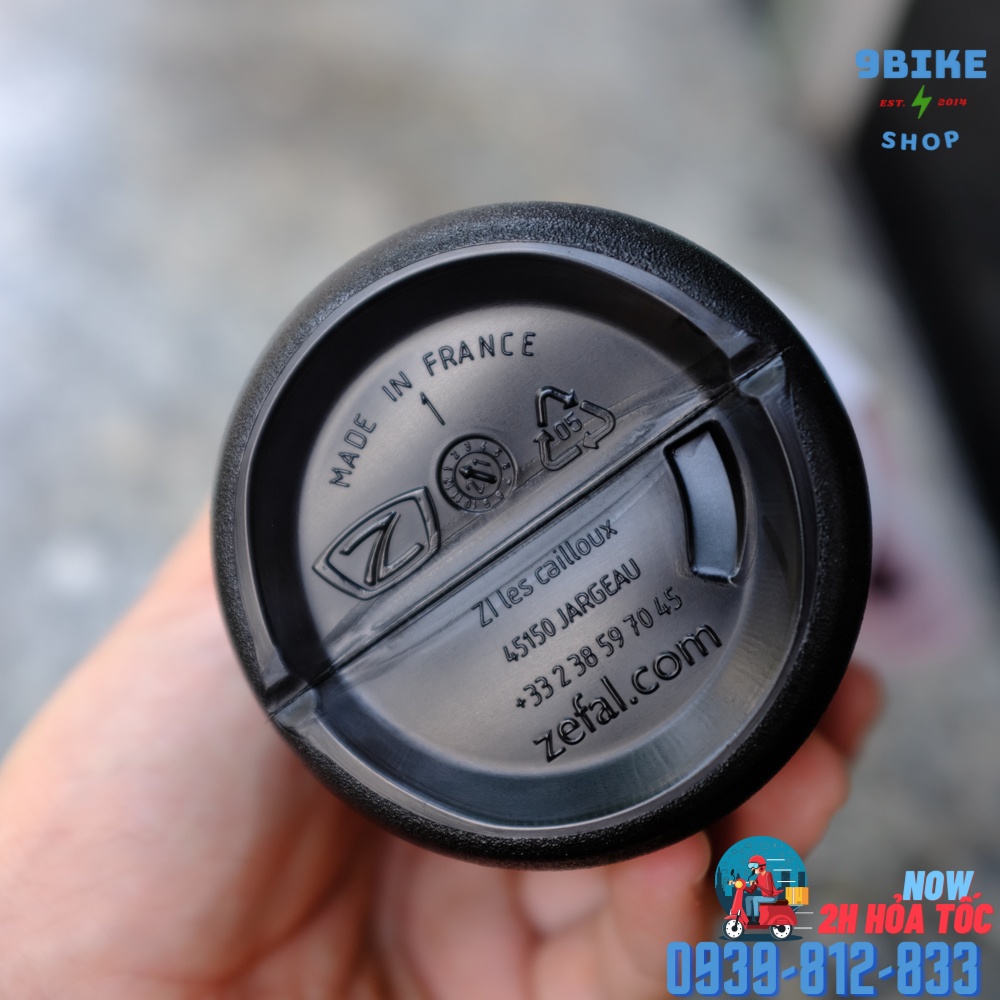 9BIKE
EST. 2014
SHOP
MADE IN FRANCE
1
05
Z
ZI les cailloux
45150 JARGEAU
+33 2 38 59 70 45
zefal.com
NOW
2H HỎA TỐC
0939-812-833